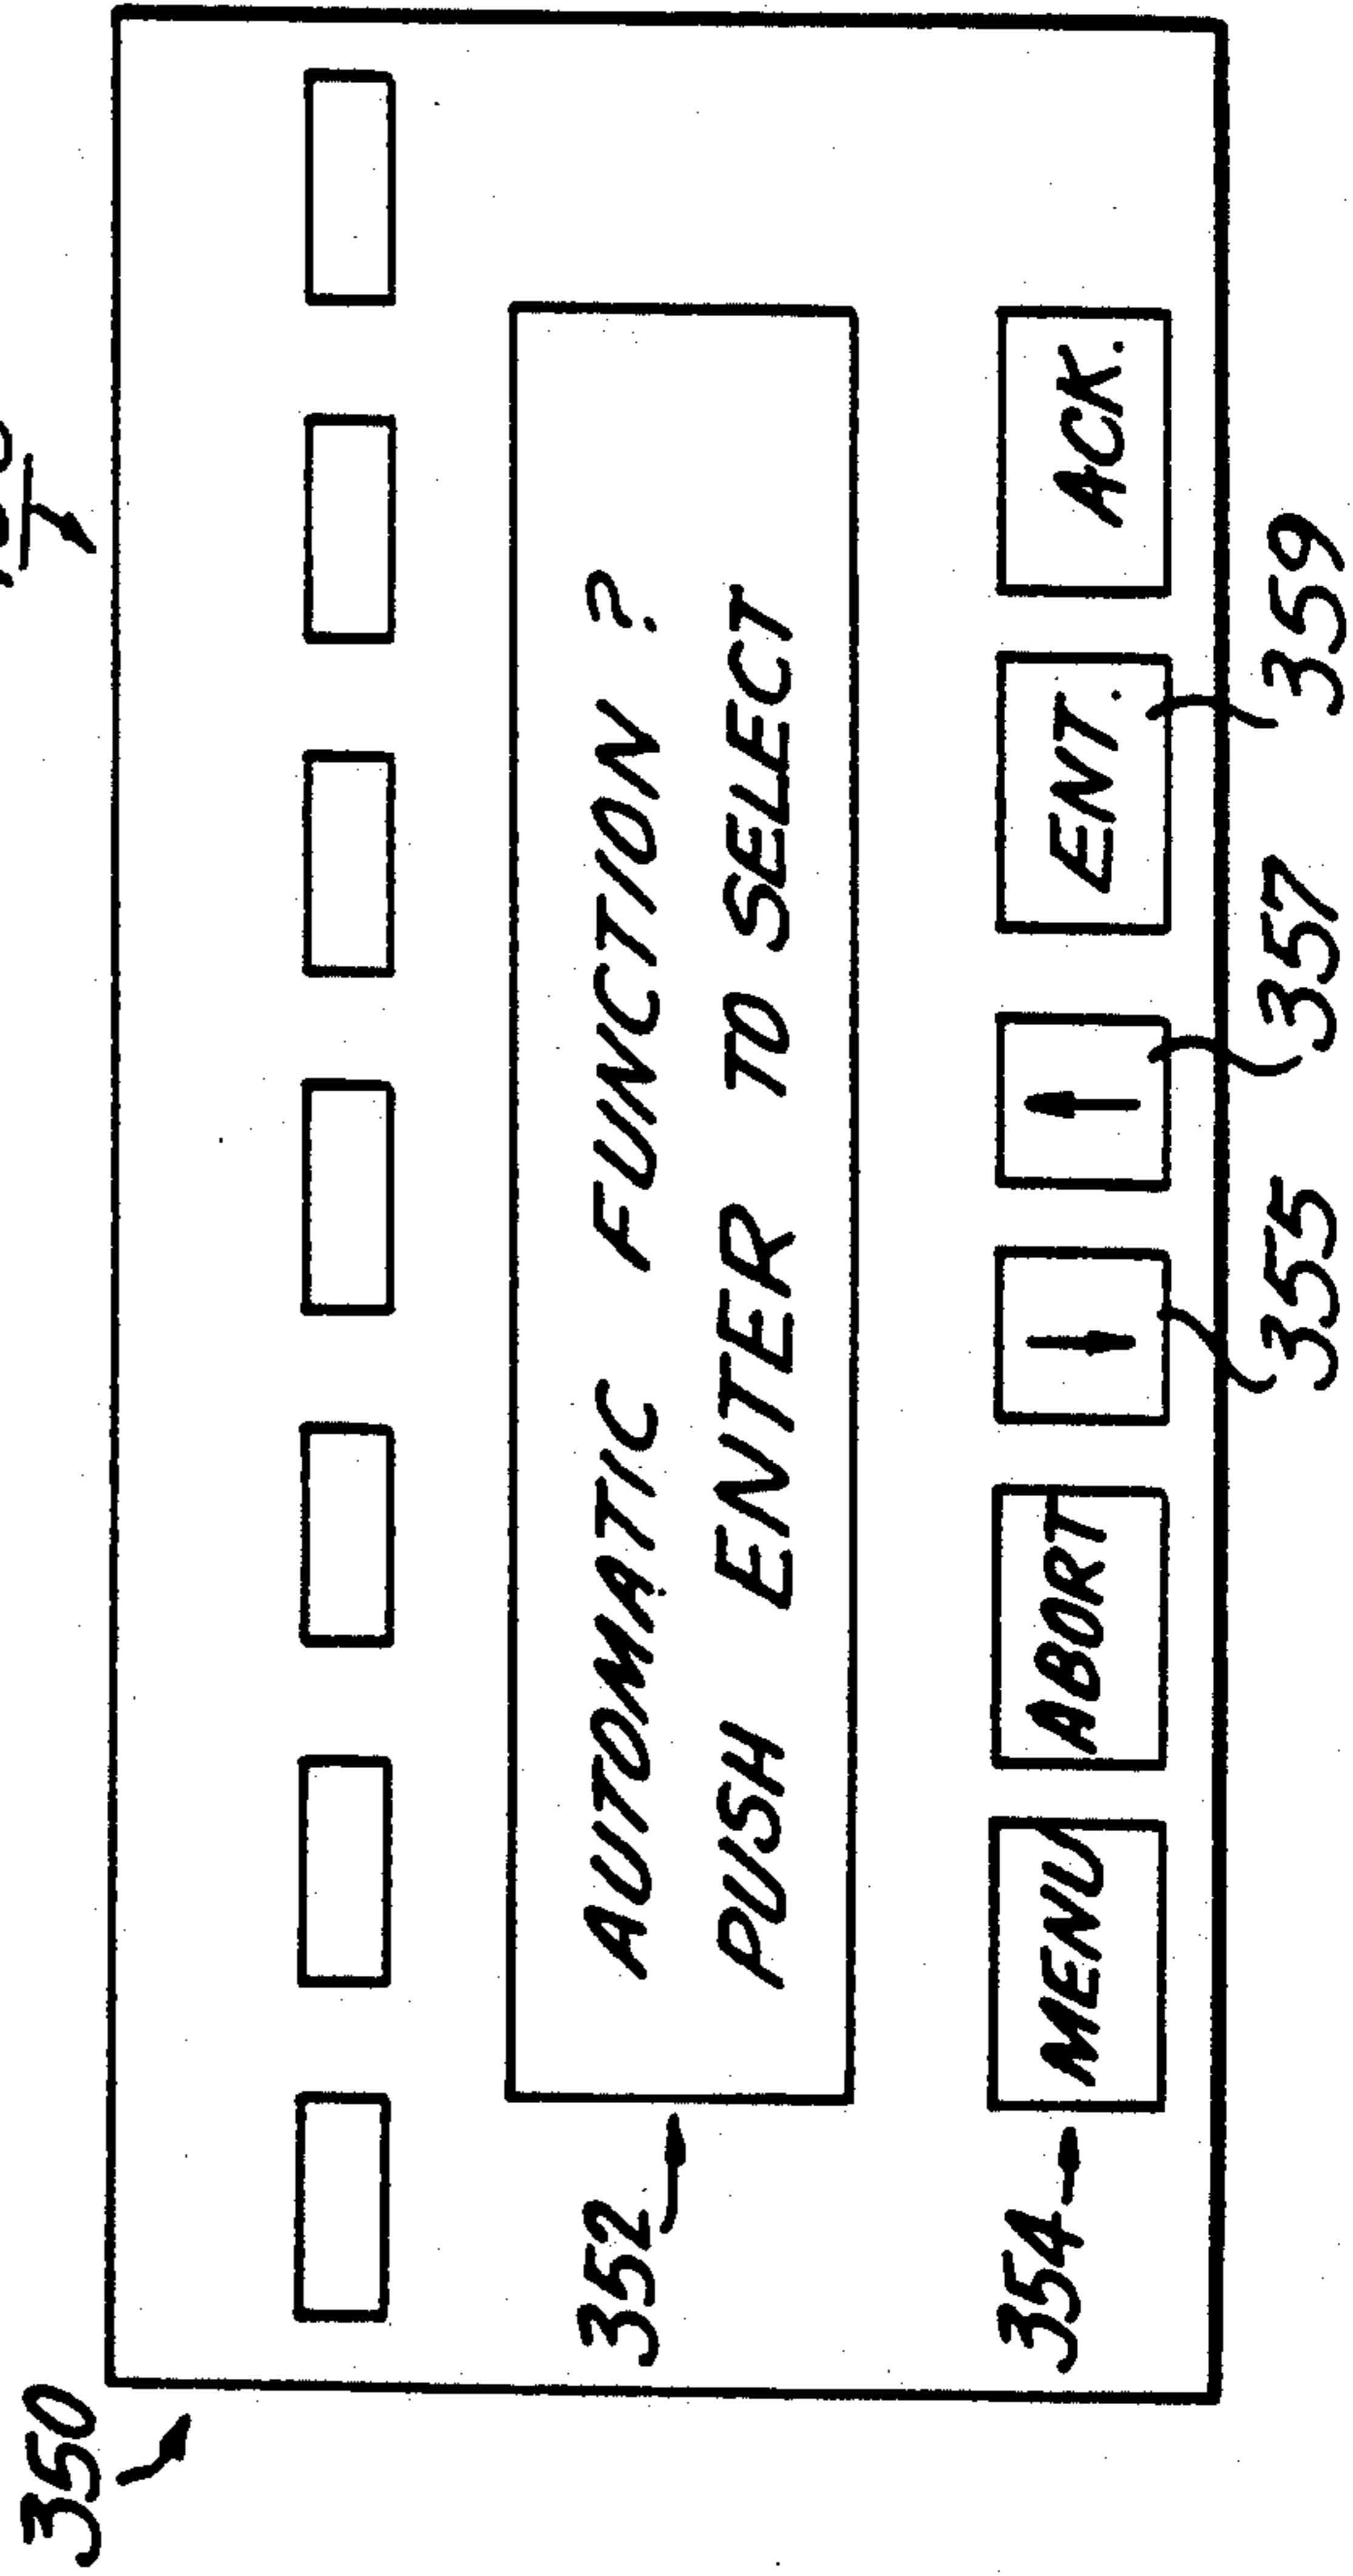 350
352
AUTOMATIC FUNCTION ?
PUSH ENTER TO SELECT
354
MENU ABORT ↓ ↑ ENT. ACK.
355 357 359